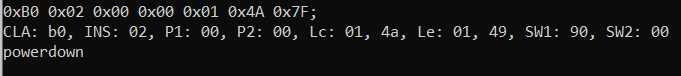 0xB0 0x02 0x00 0x00 0x01 0x4A 0x7F;
CLA: b0, INS: 02, P1: 00, P2: 00, Lc: 01, 4a, Le: 01, 49, SW1: 90, SW2: 00
powerdown